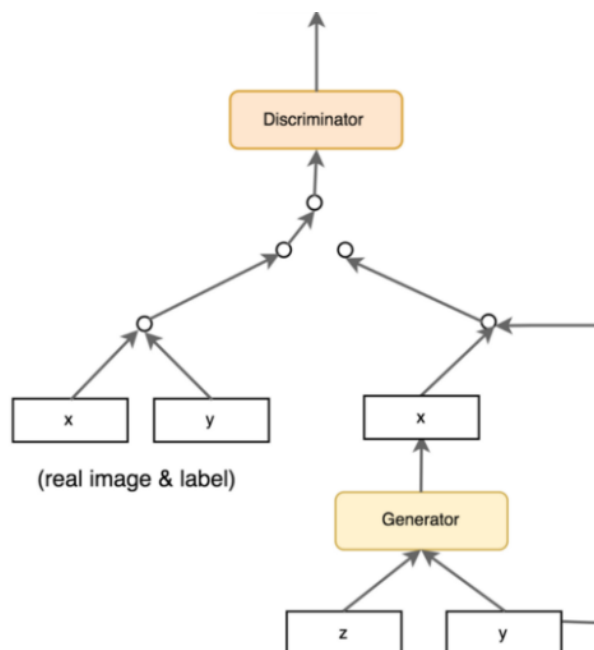 Discriminator
x
y
x
(real image & label)
Generator
z
y